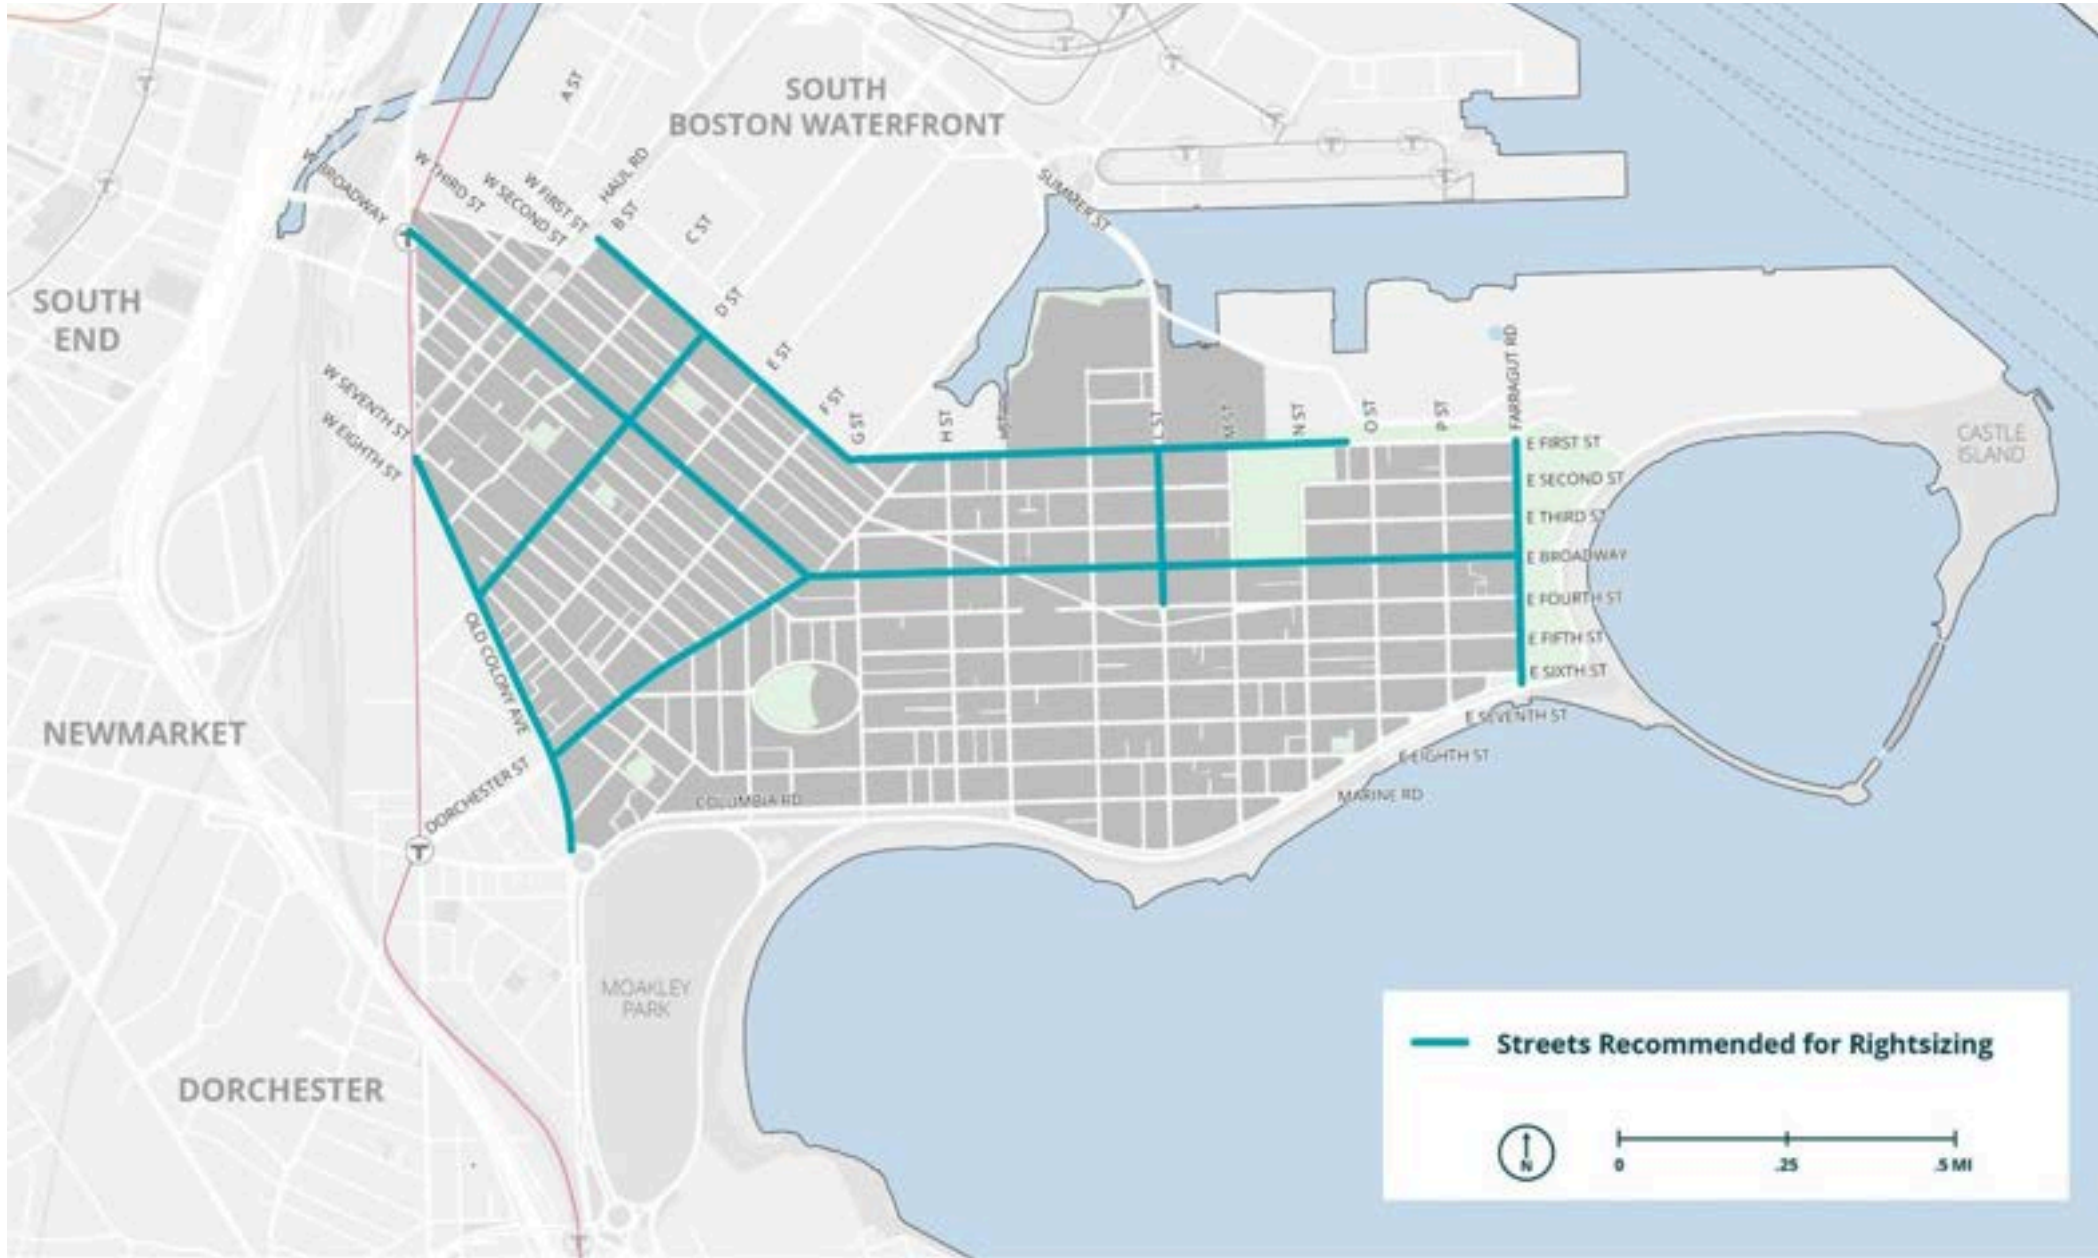 A ST
SOUTH
BOSTON WATERFRONT
W BROADWAY
W THIRD ST
W SECOND ST
W FIRST ST
HAUL RD
B ST
C ST
SUMMER ST
T
T
T
T
T
T
T
T
T
T
SOUTH
END
D ST
E ST
F ST
G ST
H ST
L ST
M ST
N ST
O ST
P ST
FARRAGUT RD
W SEVENTH ST
W EIGHTH ST
E FIRST ST
E SECOND ST
E THIRD ST
E BROADWAY
E FOURTH ST
E FIFTH ST
E SIXTH ST
E SEVENTH ST
E EIGHTH ST
MARINE RD
CASTLE
ISLAND
OLD COLONY AVE
NEWMARKET
DORCHESTER ST
COLUMBIA RD
T
MOAKLEY
PARK
DORCHESTER
T
Streets Recommended for Rightsizing
N
0 .25 .5 MI